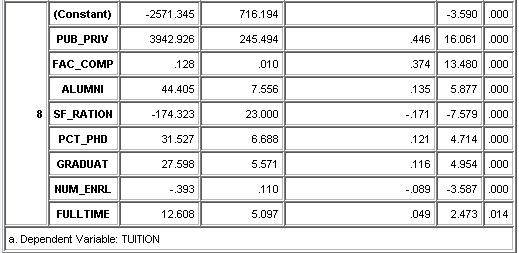 (Constant) -2571.345 716.194 -3.590 .000
PUB_PRIV 3942.926 245.494 .446 16.061 .000
FAC_COMP .128 .010 .374 13.480 .000
ALUMNI 44.405 7.556 .135 5.877 .000
8 SF_RATION -174.323 23.000 -.171 -7.579 .000
PCT_PHD 31.527 6.688 .121 4.714 .000
GRADUAT 27.598 5.571 .116 4.954 .000
NUM_ENRL -.393 .110 -.089 -3.587 .000
FULLTIME 12.608 5.097 .049 2.473 .014
a. Dependent Variable: TUITION